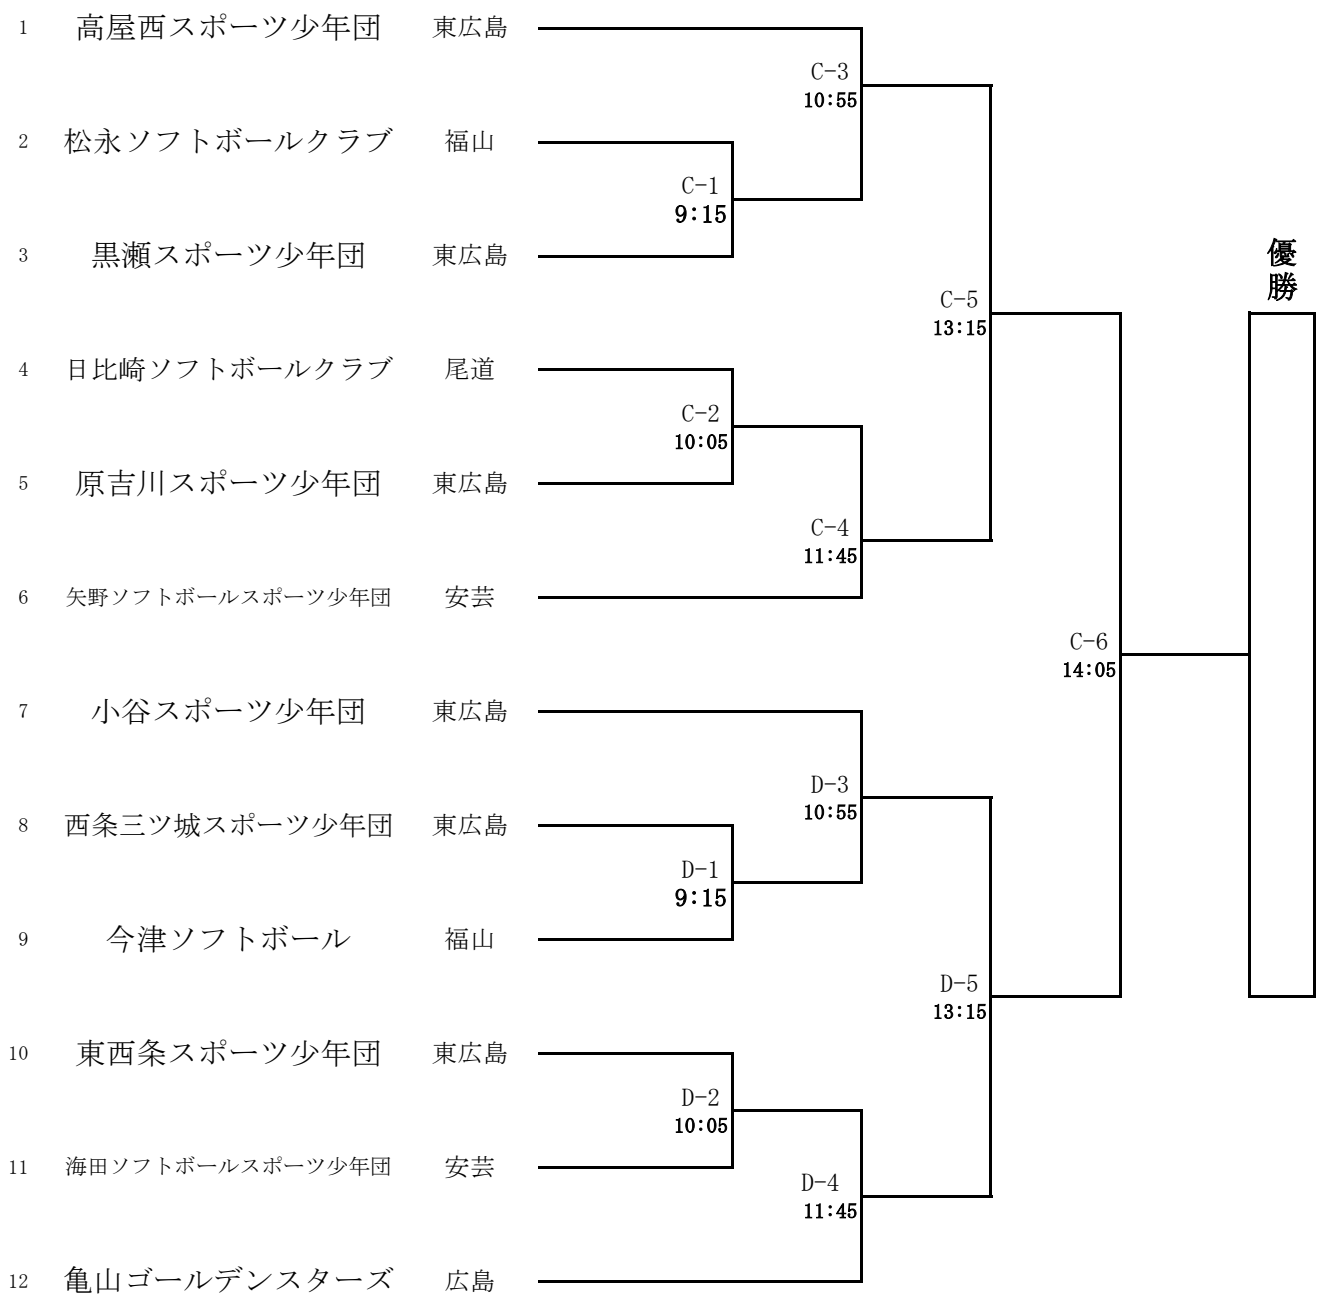 1 高屋西スポーツ少年団 東広島
C-3
10:55
2 松永ソフトボールクラブ 福山
C-1
9:15
3 黒瀬スポーツ少年団 東広島
優勝
C-5
13:15
4 日比崎ソフトボールクラブ 尾道
C-2
10:05
5 原吉川スポーツ少年団 東広島
C-4
11:45
6 矢野ソフトボールスポーツ少年団 安芸
C-6
14:05
7 小谷スポーツ少年団 東広島
D-3
10:55
8 西条三ツ城スポーツ少年団 東広島
D-1
9:15
9 今津ソフトボール 福山
D-5
13:15
10 東西条スポーツ少年団 東広島
D-2
10:05
11 海田ソフトボールスポーツ少年団 安芸
D-4
11:45
12 亀山ゴールデンスターズ 広島